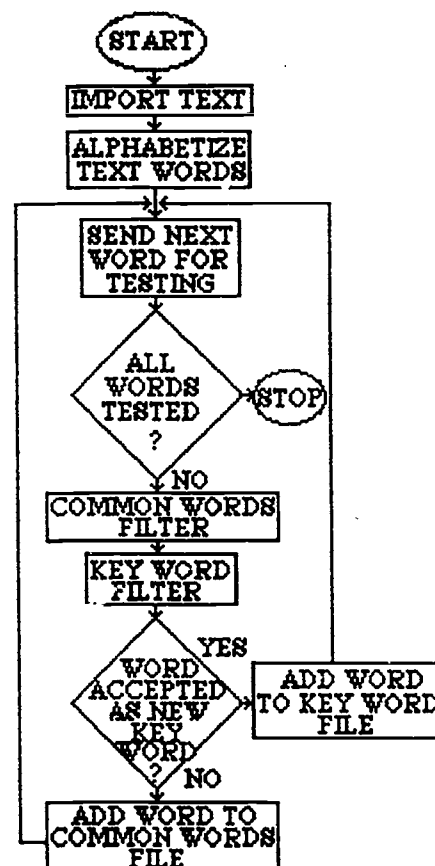 START
IMPORT TEXT
ALPHABETIZE
TEXT WORDS
SEND NEXT
WORD FOR
TESTING
ALL
WORDS
TESTED
?
STOP
NO
COMMON WORDS
FILTER
KEY WORD
FILTER
YES
WORD
ACCEPTED
AS NEW
KEY
WORD
?
ADD WORD
TO KEY WORD
FILE
NO
ADD WORD TO
COMMON WORDS
FILE